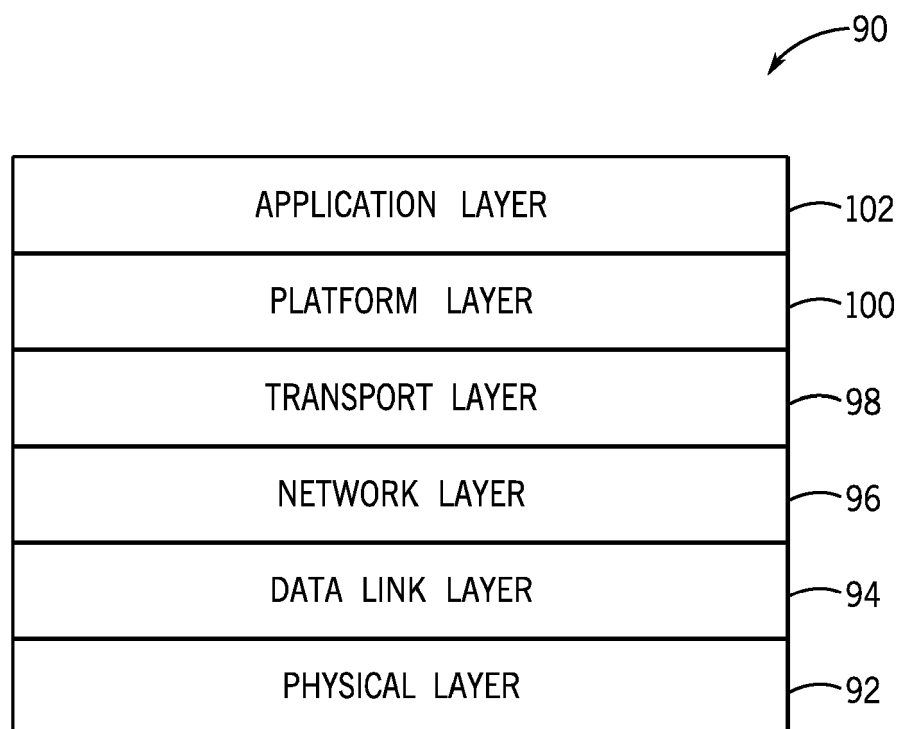 90
APPLICATION LAYER 102
PLATFORM LAYER 100
TRANSPORT LAYER 98
NETWORK LAYER 96
DATA LINK LAYER 94
PHYSICAL LAYER 92